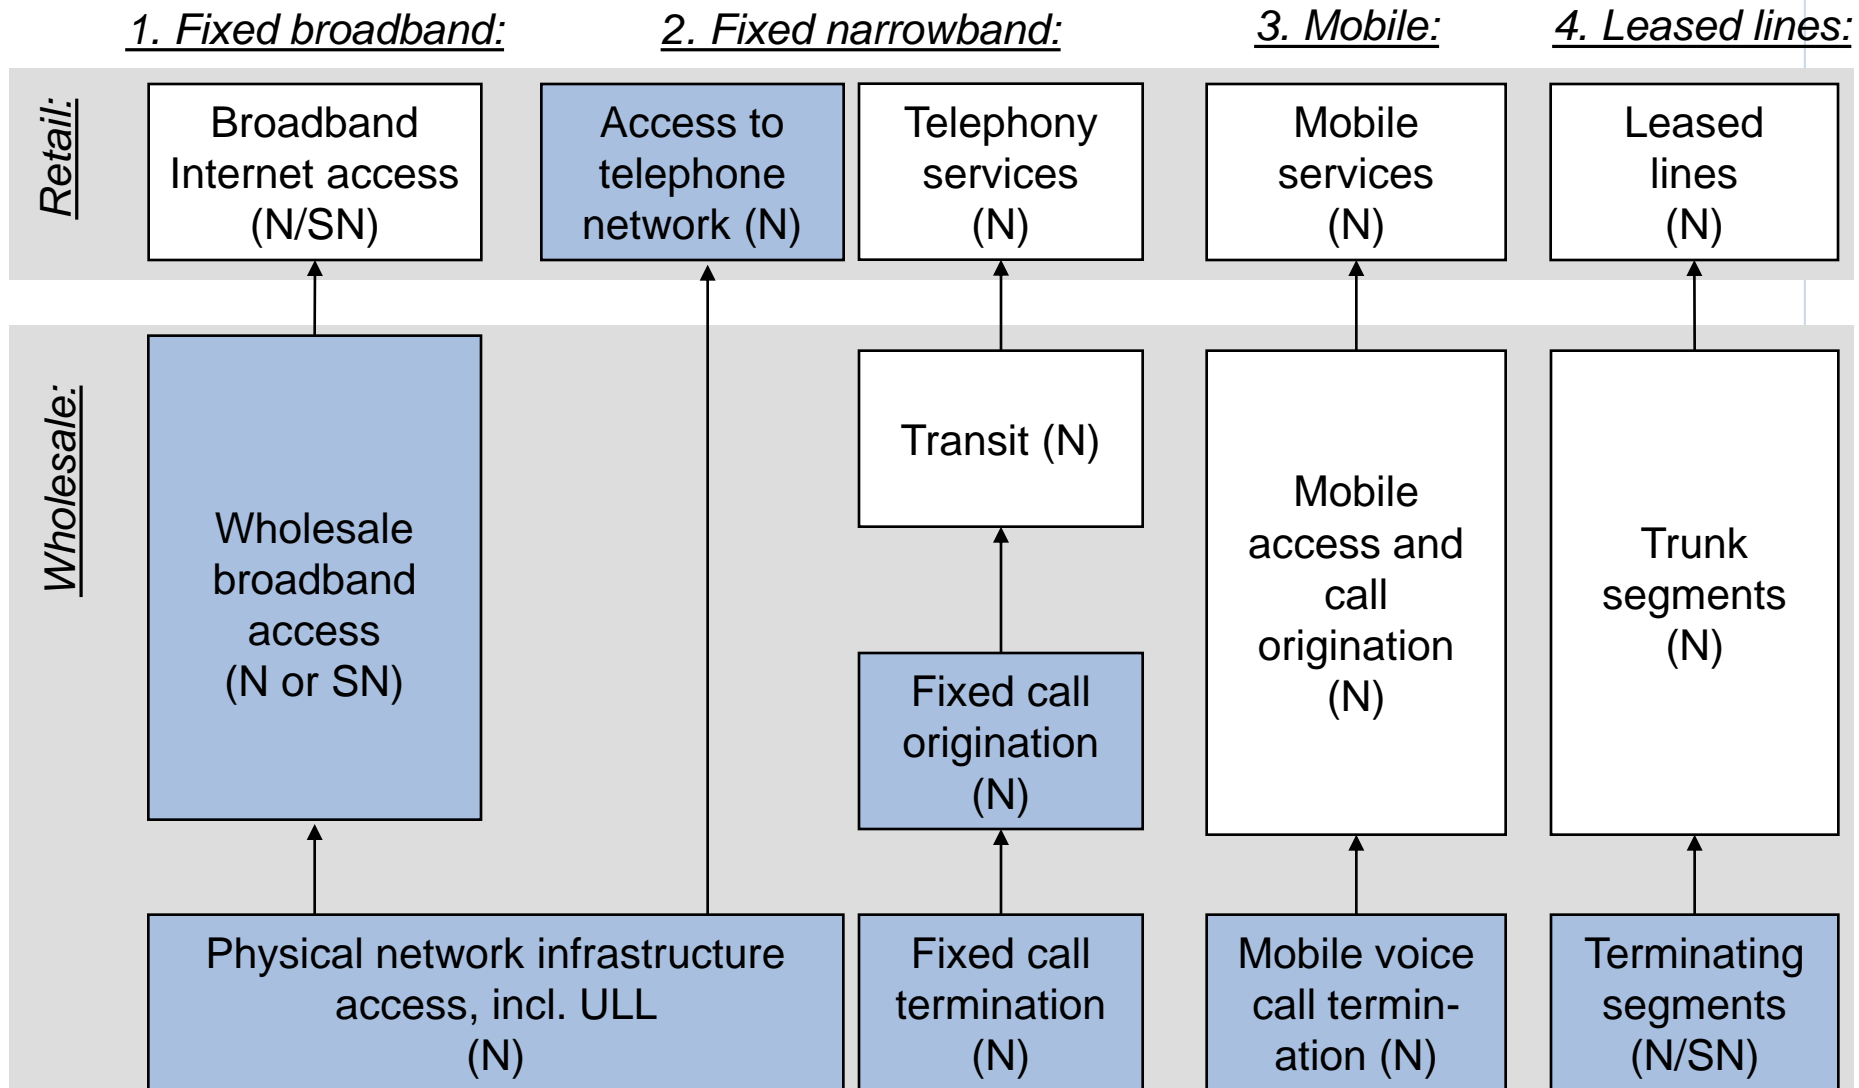 1. Fixed broadband:
2. Fixed narrowband:
3. Mobile:
4. Leased lines:
Retail:
Broadband
Internet access
(N/SN)
Access to
telephone
network (N)
Telephony
services
(N)
Mobile
services
(N)
Leased
lines
(N)
Wholesale:
Wholesale
broadband
access
(N or SN)
Transit (N)
Fixed call
origination
(N)
Mobile
access and
call
origination
(N)
Trunk
segments
(N)
Physical network infrastructure
access, incl. ULL
(N)
Fixed call
termination
(N)
Mobile voice
call termin-
ation (N)
Terminating
segments
(N/SN)